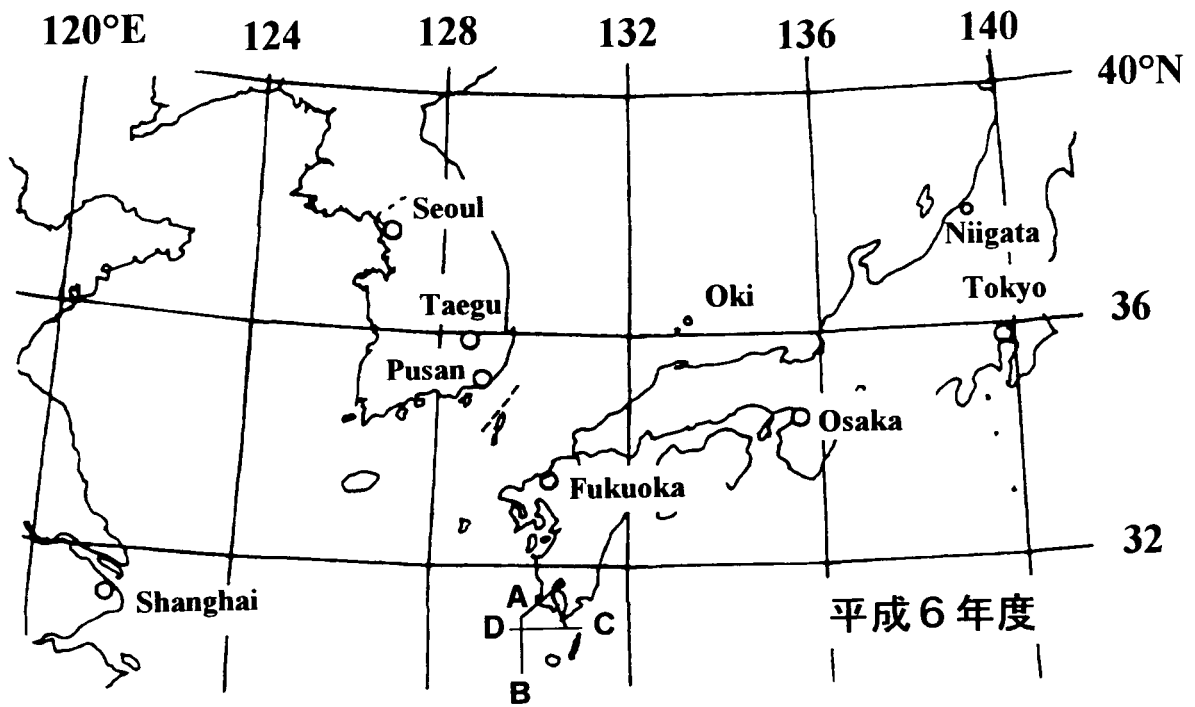 120°E 124 128 132 136 140
40°N
Seoul
Niigata
Taegu Oki Tokyo
36
Pusan
Osaka
Fukuoka
32
Shanghai
A
D C
平成6年度
B